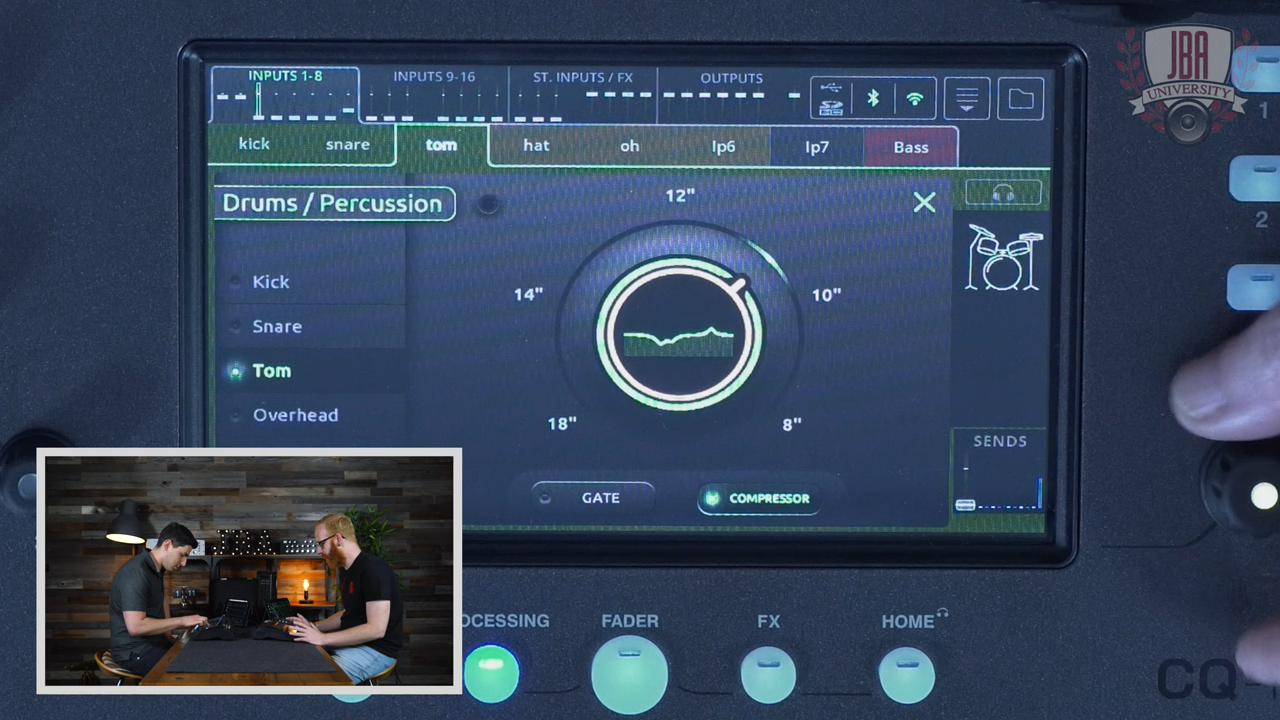 JBA
UNIVERSITY
INPUTS 1-8
INPUTS 9-16
ST. INPUTS / FX
OUTPUTS
kick
snare
tom
hat
oh
Ip6
Ip7
Bass
1
2
Drums / Percussion
12"
14"
10"
18"
8"
Kick
Snare
Tom
Overhead
SENDS
GATE
COMPRESSOR
OCESSING
FADER
FX
HOME
CQ-